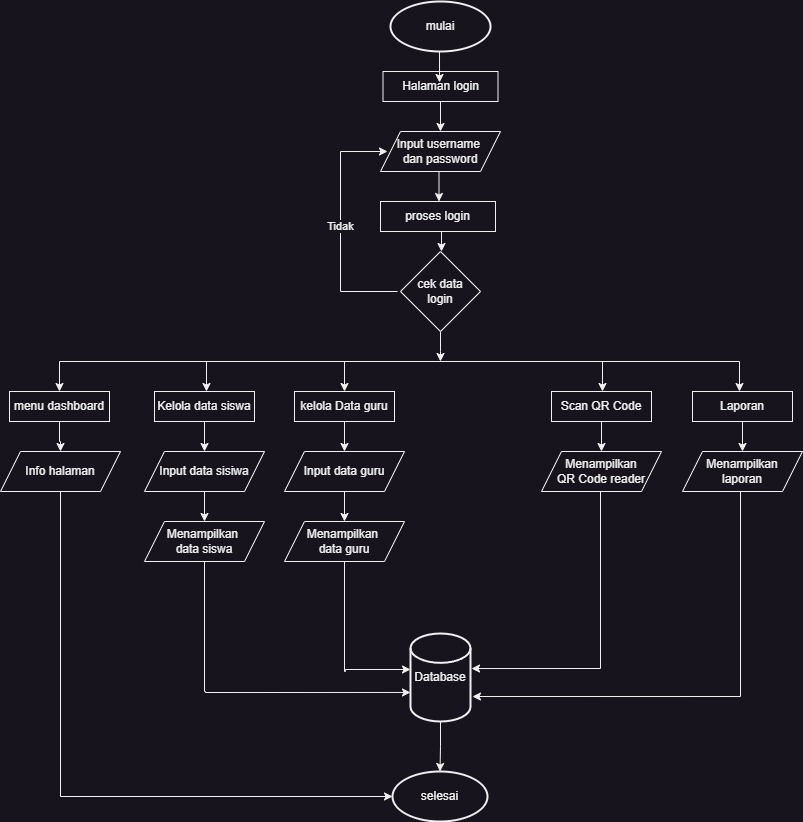 mulai
Halaman login
Input username
dan password
proses login
Tidak
cek data
login
menu dashboard
Kelola data siswa
kelola Data guru
Scan QR Code
Laporan
Info halaman
Input data sisiwa
Input data guru
Menampilkan
QR Code reader
Menampilkan
laporan
Menampilkan
data siswa
Menampilkan
data guru
Database
selesai